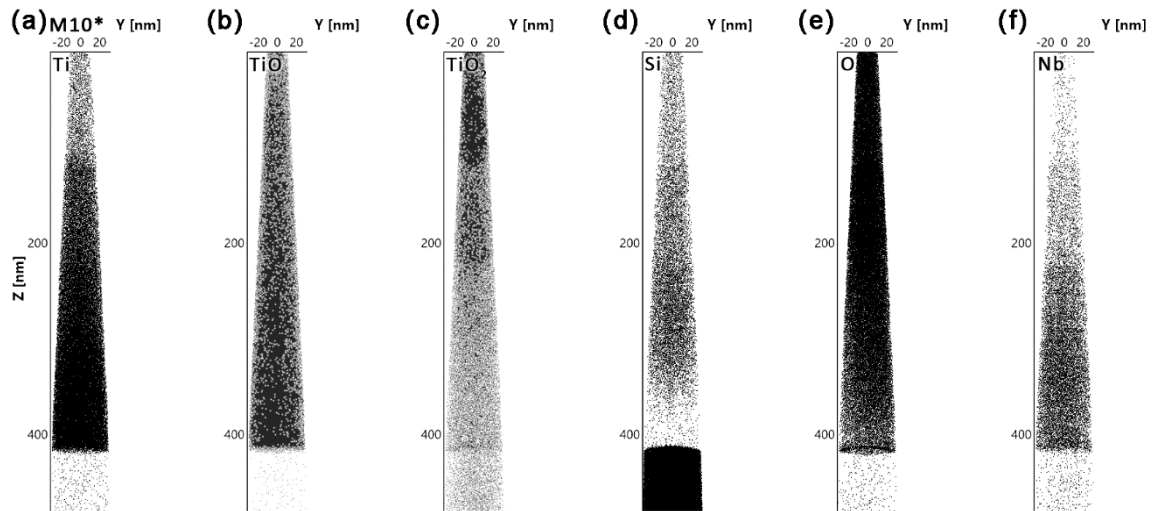 (a) M10* Y [nm] (b) Y [nm] (c) Y [nm] (d) Y [nm] (e) Y [nm] (f) Y [nm]
-20 0 20 -20 0 20 -20 0 20 -20 0 20 -20 0 20 -20 0 20
Ti TiO TiO₂ Si O Nb
200 200 200 200 200 200
Z [nm]
400 400 400 400 400 400